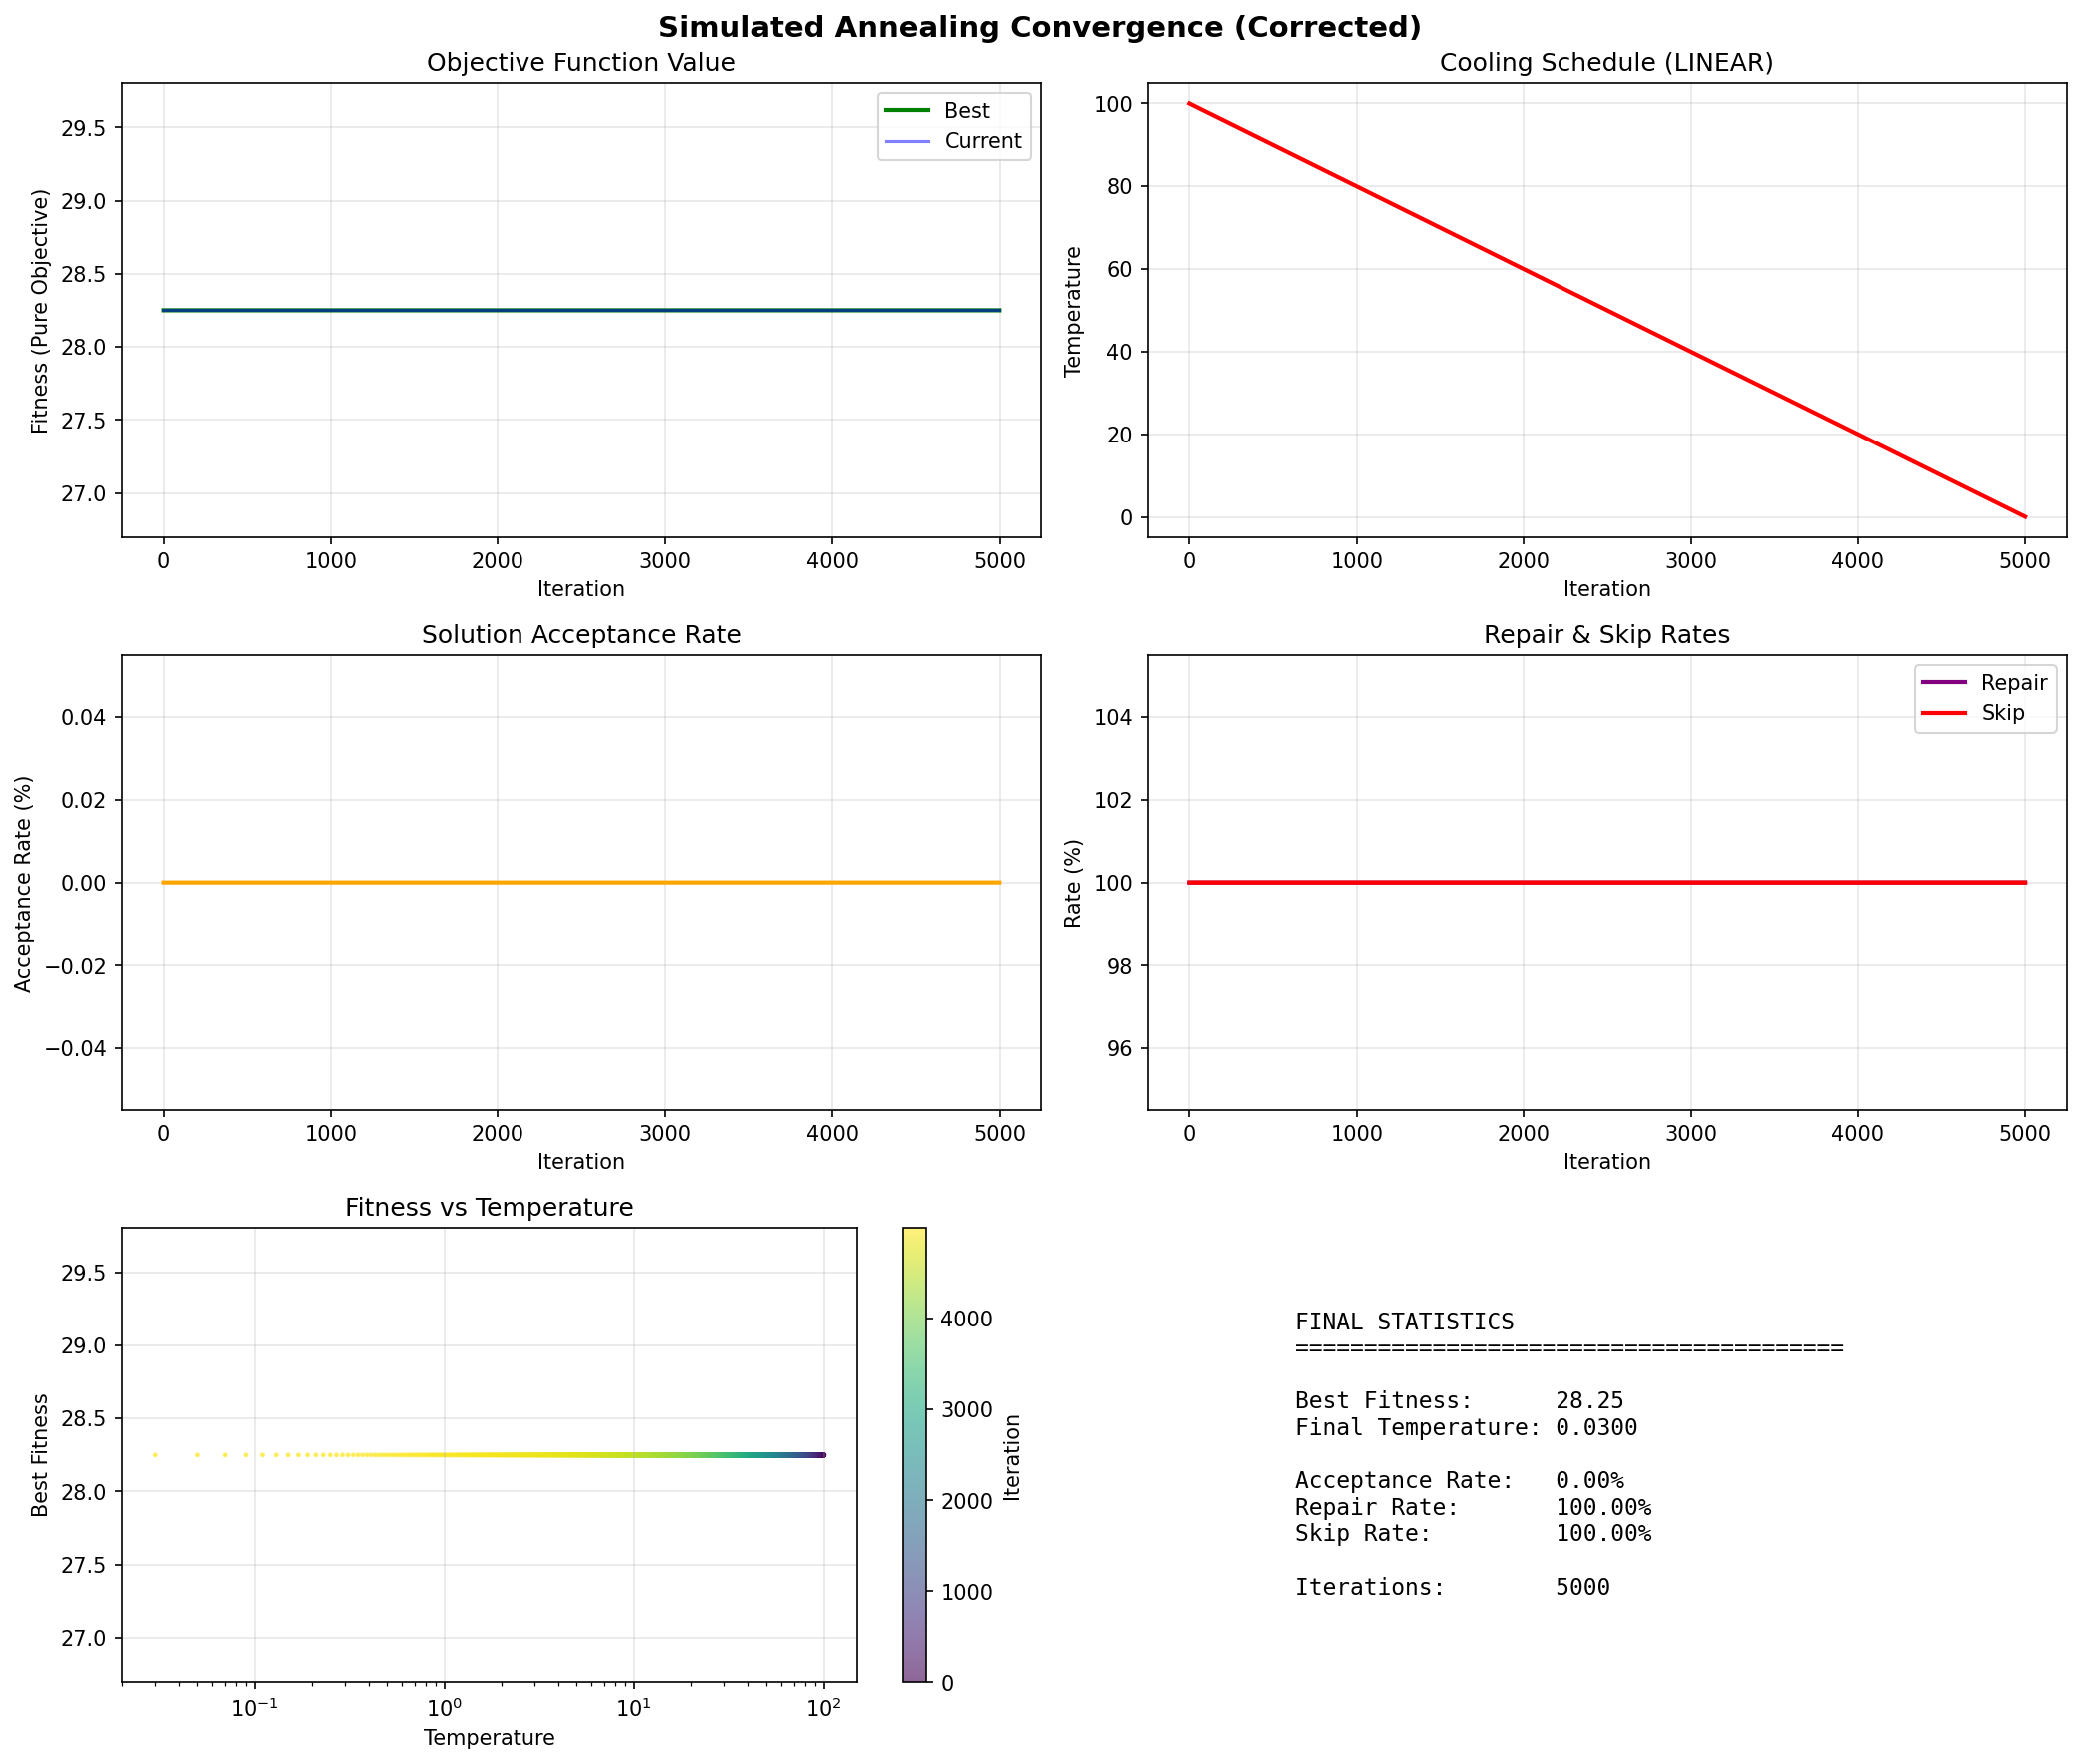 Simulated Annealing Convergence (Corrected)
Objective Function Value
Fitness (Pure Objective)
29.5
29.0
28.5
28.0
27.5
27.0
Best
Current
0 1000 2000 3000 4000 5000
Iteration
Cooling Schedule (LINEAR)
Temperature
100
80
60
40
20
0
0 1000 2000 3000 4000 5000
Iteration
Solution Acceptance Rate
Acceptance Rate (%)
0.04
0.02
0.00
−0.02
−0.04
0 1000 2000 3000 4000 5000
Iteration
Repair & Skip Rates
Rate (%)
104
102
100
98
96
Repair
Skip
0 1000 2000 3000 4000 5000
Iteration
Fitness vs Temperature
Best Fitness
29.5
29.0
28.5
28.0
27.5
27.0
10⁻¹ 10⁰ 10¹ 10²
Temperature
4000
3000
2000
1000
0
Iteration
FINAL STATISTICS
========================================
Best Fitness: 28.25
Final Temperature: 0.0300
Acceptance Rate: 0.00%
Repair Rate: 100.00%
Skip Rate: 100.00%
Iterations: 5000